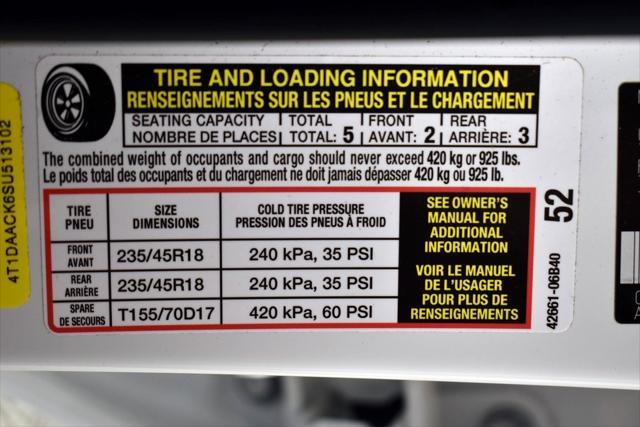 4T1DAACK6SU513102
TIRE AND LOADING INFORMATION
RENSEIGNEMENTS SUR LES PNEUS ET LE CHARGEMENT
SEATING CAPACITY TOTAL FRONT REAR
NOMBRE DE PLACES TOTAL: 5 AVANT: 2 ARRIÈRE: 3
The combined weight of occupants and cargo should never exceed 420 kg or 925 lbs.
Le poids total des occupants et du chargement ne doit jamais dépasser 420 kg ou 925 lb.
TIRE
PNEU
SIZE
DIMENSIONS
COLD TIRE PRESSURE
PRESSION DES PNEUS À FROID
FRONT
AVANT
235/45R18
240 kPa, 35 PSI
REAR
ARRIÈRE
235/45R18
240 kPa, 35 PSI
SPARE
DE SECOURS
T155/70D17
420 kPa, 60 PSI
SEE OWNER'S
MANUAL FOR
ADDITIONAL
INFORMATION
VOIR LE MANUEL
DE L'USAGER
POUR PLUS DE
RENSEIGNEMENTS
52
42661-06B40